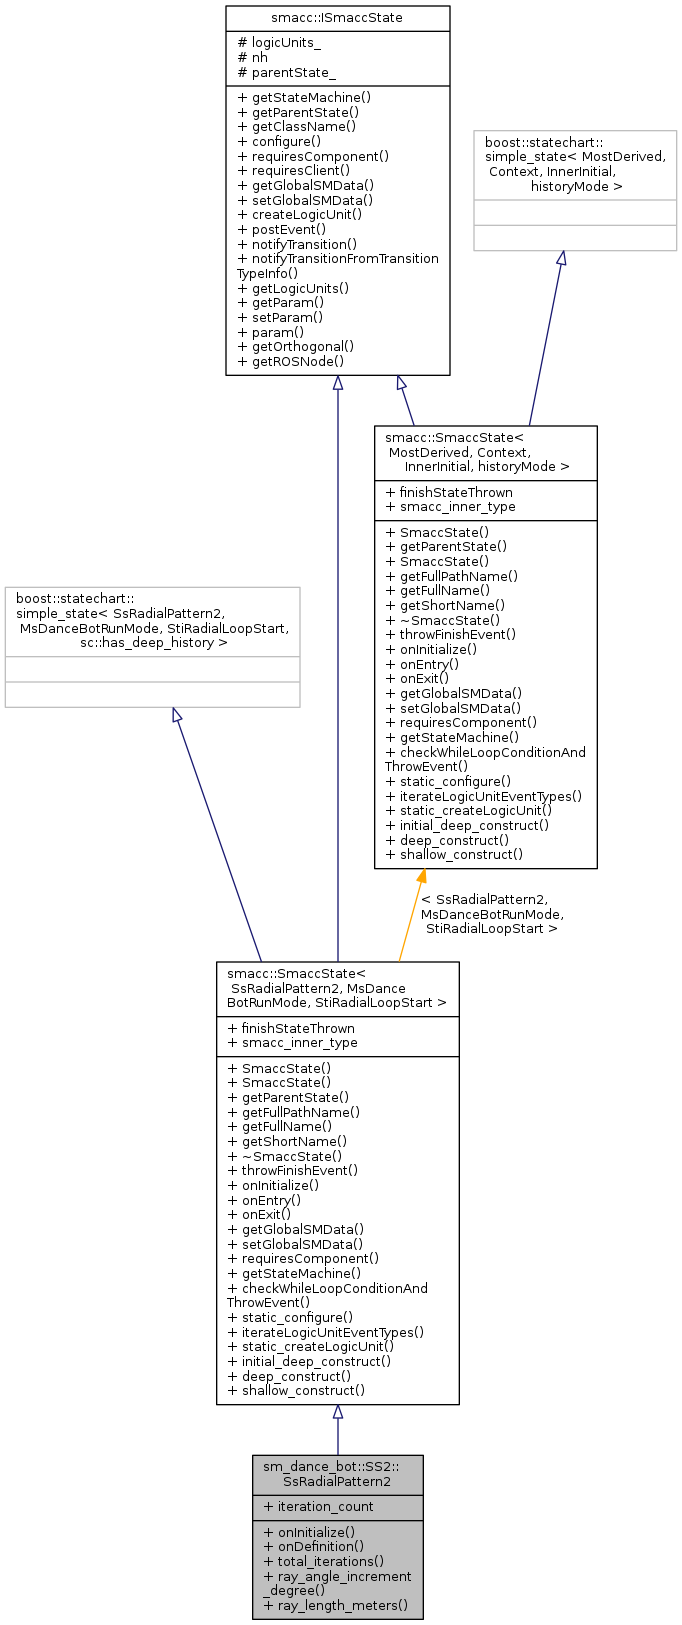 smacc::ISmaccState
# logicUnits_
# nh
# parentState_
+ getStateMachine()
+ getParentState()
+ getClassName()
+ configure()
+ requiresComponent()
+ requiresClient()
+ getGlobalSMData()
+ setGlobalSMData()
+ createLogicUnit()
+ postEvent()
+ notifyTransition()
+ notifyTransitionFromTransition
TypeInfo()
+ getLogicUnits()
+ getParam()
+ setParam()
+ param()
+ getOrthogonal()
+ getROSNode()
boost::statechart::
simple_state< MostDerived,
Context, InnerInitial,
historyMode >
smacc::SmaccState<
MostDerived, Context,
InnerInitial, historyMode >
+ finishStateThrown
+ smacc_inner_type
+ SmaccState()
+ getParentState()
+ SmaccState()
+ getFullPathName()
+ getFullName()
+ getShortName()
+ ~SmaccState()
+ throwFinishEvent()
+ onInitialize()
+ onEntry()
+ onExit()
+ getGlobalSMData()
+ setGlobalSMData()
+ requiresComponent()
+ getStateMachine()
+ checkWhileLoopConditionAnd
ThrowEvent()
+ static_configure()
+ iterateLogicUnitEventTypes()
+ static_createLogicUnit()
+ initial_deep_construct()
+ deep_construct()
+ shallow_construct()
boost::statechart::
simple_state< SsRadialPattern2,
MsDanceBotRunMode, StiRadialLoopStart,
sc::has_deep_history >
< SsRadialPattern2,
MsDanceBotRunMode,
StiRadialLoopStart >
smacc::SmaccState<
SsRadialPattern2, MsDance
BotRunMode, StiRadialLoopStart >
+ finishStateThrown
+ smacc_inner_type
+ SmaccState()
+ SmaccState()
+ getParentState()
+ getFullPathName()
+ getFullName()
+ getShortName()
+ ~SmaccState()
+ throwFinishEvent()
+ onInitialize()
+ onEntry()
+ onExit()
+ getGlobalSMData()
+ setGlobalSMData()
+ requiresComponent()
+ getStateMachine()
+ checkWhileLoopConditionAnd
ThrowEvent()
+ static_configure()
+ iterateLogicUnitEventTypes()
+ static_createLogicUnit()
+ initial_deep_construct()
+ deep_construct()
+ shallow_construct()
sm_dance_bot::SS2::
SsRadialPattern2
+ iteration_count
+ onInitialize()
+ onDefinition()
+ total_iterations()
+ ray_angle_increment
_degree()
+ ray_length_meters()